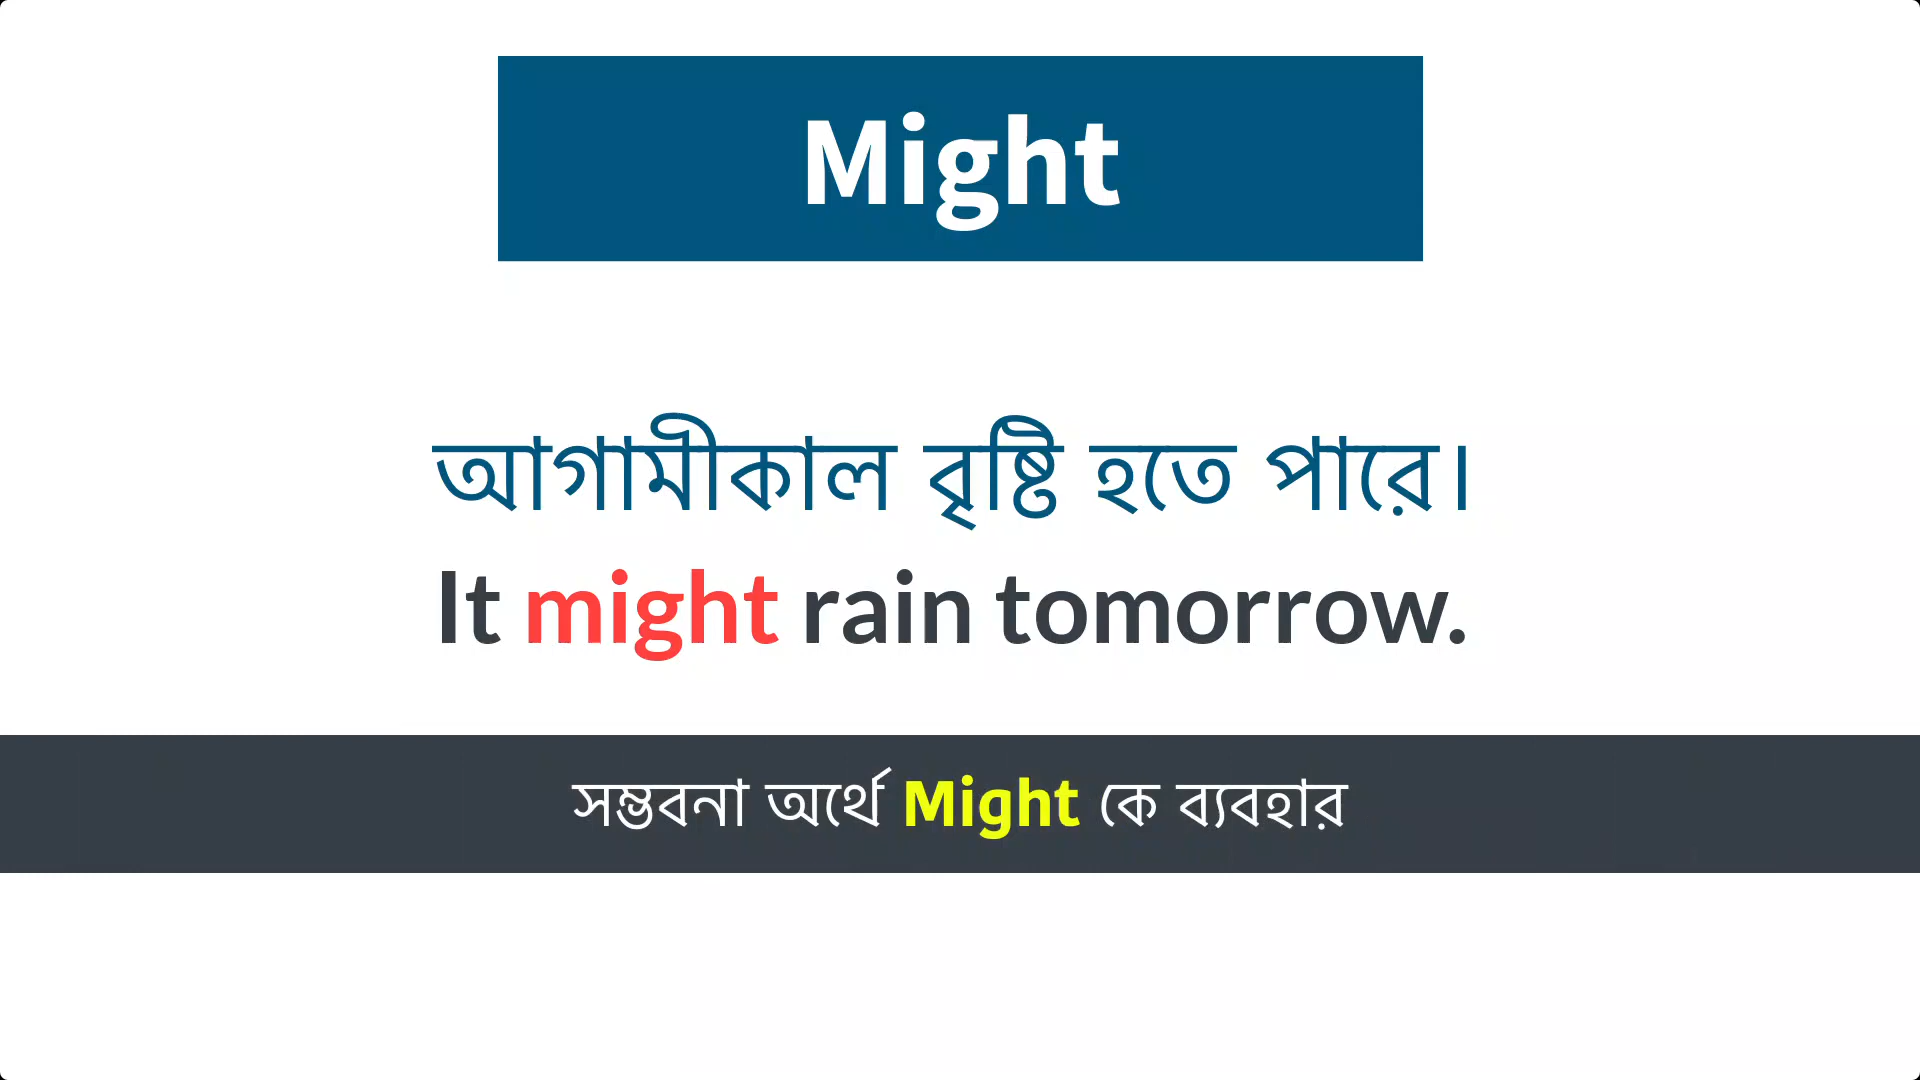 Might
আগামীকাল বৃষ্টি হতে পারে।
It might rain tomorrow.
সম্ভবনা অর্থে Might কে ব্যবহার